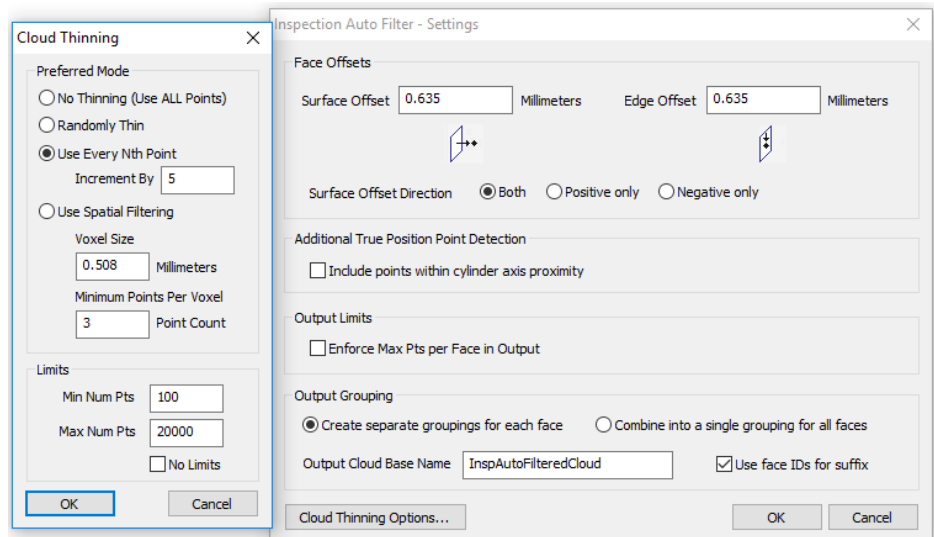 Cloud Thinning
Preferred Mode
No Thinning (Use ALL Points)
Randomly Thin
Use Every Nth Point
Increment By 5
Use Spatial Filtering
Voxel Size
0.508 Millimeters
Minimum Points Per Voxel
3 Point Count
Limits
Min Num Pts 100
Max Num Pts 20000
No Limits
OK Cancel
Inspection Auto Filter - Settings
Face Offsets
Surface Offset 0.635 Millimeters Edge Offset 0.635 Millimeters
Surface Offset Direction Both Positive only Negative only
Additional True Position Point Detection
Include points within cylinder axis proximity
Output Limits
Enforce Max Pts per Face in Output
Output Grouping
Create separate groupings for each face Combine into a single grouping for all faces
Output Cloud Base Name InspAutoFilteredCloud Use face IDs for suffix
Cloud Thinning Options... OK Cancel